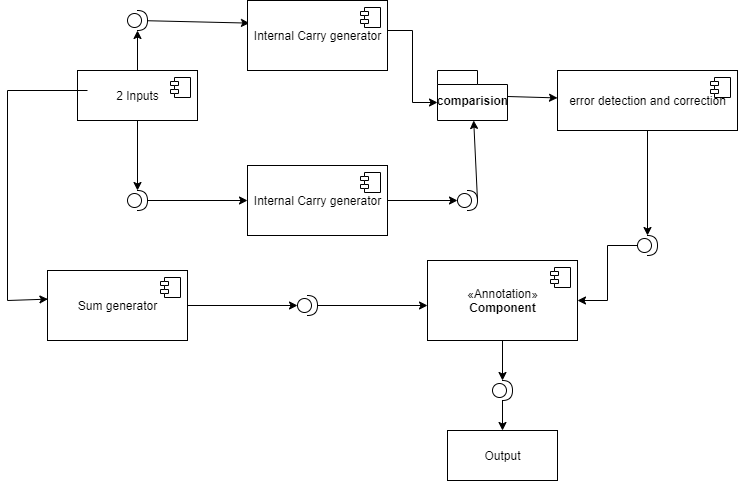 Internal Carry generator
2 Inputs
comparision
error detection and correction
Internal Carry generator
Sum generator
«Annotation»
Component
Output